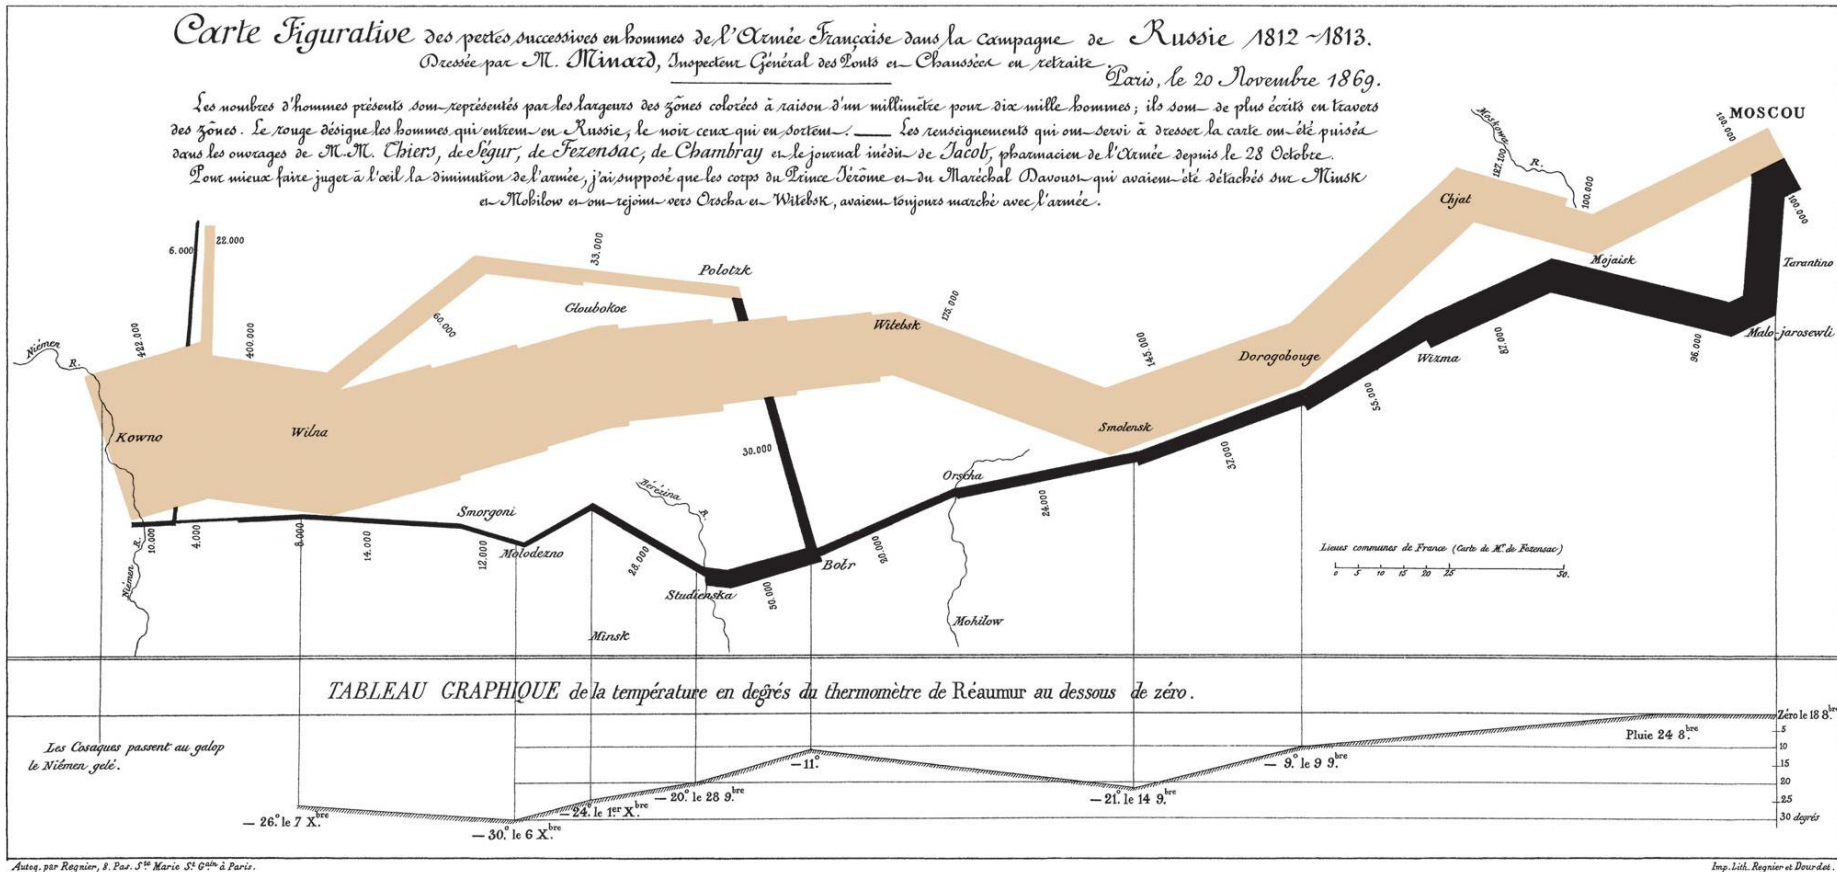 Carte Figurative des pertes successives en hommes de l'Armée Française dans la campagne de Russie 1812~1813.
Dressée par M. Minard, Inspecteur Général des Ponts et Chaussées en retraite.
Paris, le 20 Novembre 1869.
Les nombres d'hommes présents sont représentés par les largeurs des zônes colorées à raison d'un millimètre pour dix mille hommes; ils sont de plus écrits en travers
des zônes. Le rouge désigne les hommes qui entrent en Russie, le noir ceux qui en sortent. — Les renseignements qui ont servi à dresser la carte ont été puisés
dans les ouvrages de M.M. Thiers, de Ségur, de Fezensac, de Chambray et le journal inédit de Jacob, pharmacien de l'Armée depuis le 28 Octobre.
Pour mieux faire juger à l'œil la diminution de l'armée, j'ai supposé que les corps du Prince Jérôme et du Maréchal Davoust qui avaient été détachés sur Minsk
et Mohilow et ont rejoint vers Orscha et Witebsk, avaient toujours marché avec l'armée.
Moskowa R.
MOSCOU
100.000
127.100
100.000
100.000
Chjat
Mojaisk
Tarantino
Malo-jarosewli
6.000
22.000
33.000
Polotzk
Gloubokoe
60.000
175.000
Witebsk
145.000
Dorogobouge
Wixma
87.000
96.000
55.000
Niémen R.
422.000
400.000
Kowno
Wilna
Smolensk
37.000
30.000
Orscha
24.000
Bérézina R.
Smorgoni
Molodezno
10.000
4.000
8.000
14.000
12.000
28.000
Studienska
50.000
Bobr
20.000
Niémen R.
Minsk
Mohilow
Lieues communes de France (Carte de M. de Fezensac)
0 5 10 15 20 25 50.
TABLEAU GRAPHIQUE de la température en degrés du thermomètre de Réaumur au dessous de zéro.
Les Cosaques passent au galop
le Niémen gelé.
Zéro le 18 8.bre
Pluie 24 8.bre
5
10
15
20
25
30 degrés
— 9.° le 9 9.bre
— 21.° le 14 9.bre
— 11.°
— 20.° le 28 9.bre
— 24.° le 1.er X.bre
— 30.° le 6 X.bre
— 26.° le 7 X.bre
Autog. par Regnier, 8. Pas. S.te Marie S.t G.ain à Paris.
Imp. Lith. Regnier et Dourdet.